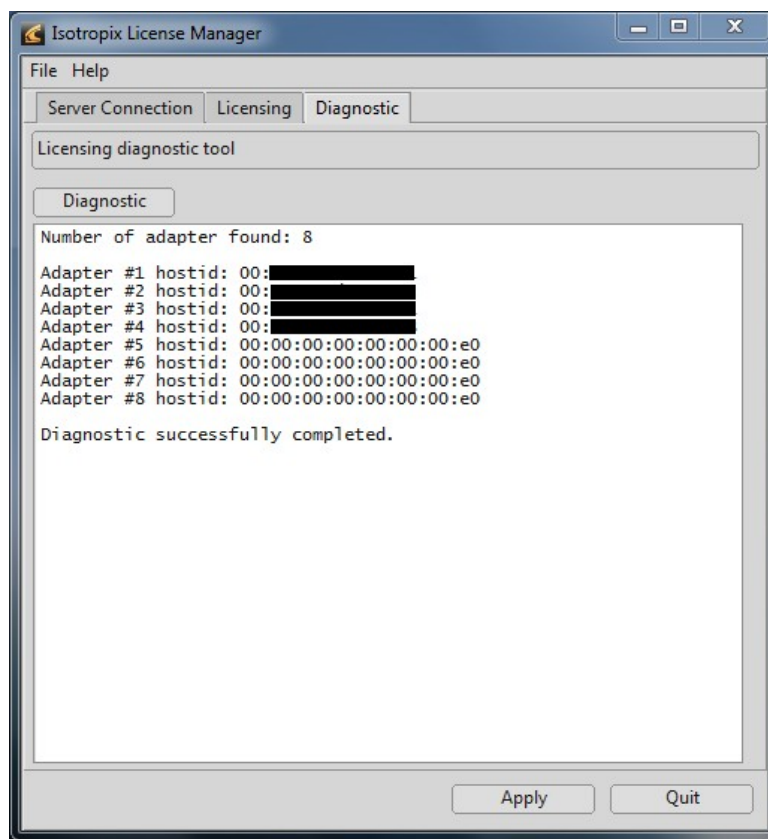 Isotropix License Manager
File Help
Server Connection Licensing Diagnostic
Licensing diagnostic tool
Diagnostic
Number of adapter found: 8
Adapter #1 hostid: 00:
Adapter #2 hostid: 00:
Adapter #3 hostid: 00:
Adapter #4 hostid: 00:
Adapter #5 hostid: 00:00:00:00:00:00:00:e0
Adapter #6 hostid: 00:00:00:00:00:00:00:e0
Adapter #7 hostid: 00:00:00:00:00:00:00:e0
Adapter #8 hostid: 00:00:00:00:00:00:00:e0
Diagnostic successfully completed.
Apply Quit